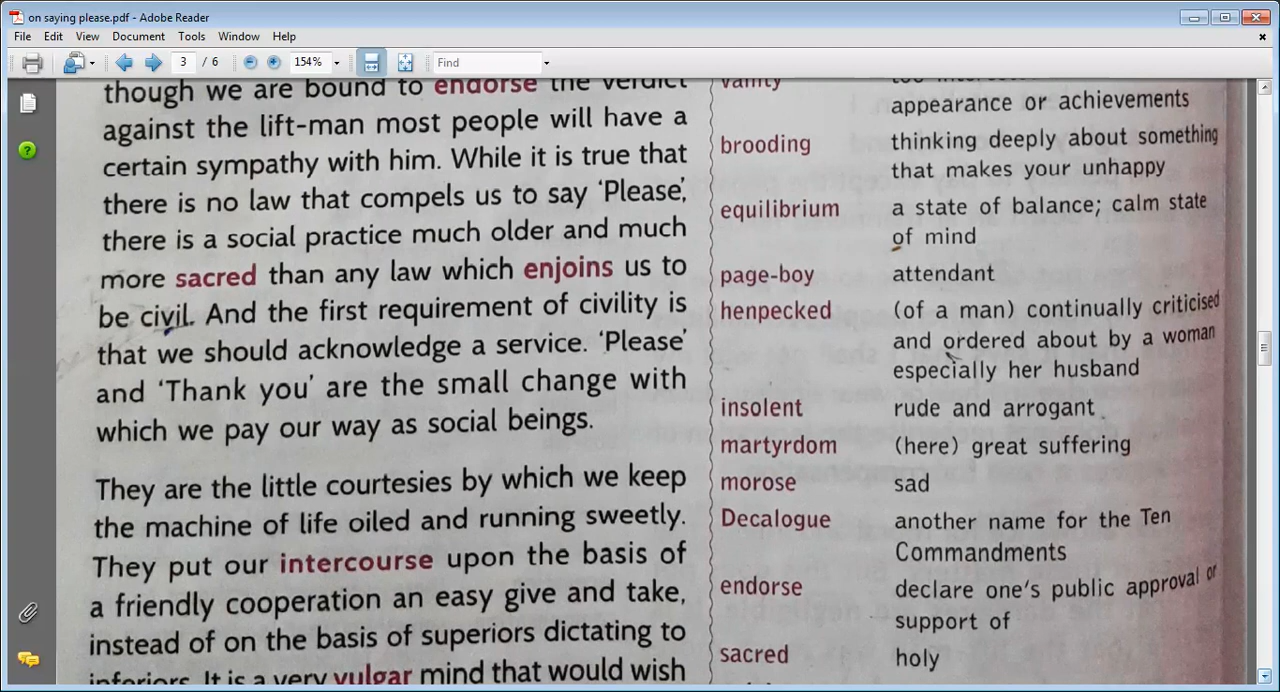 on saying please.pdf - Adobe Reader
File Edit View Document Tools Window Help
3 / 6 154% Find
though we are bound to endorse the verdict
against the lift-man most people will have a
certain sympathy with him. While it is true that
there is no law that compels us to say ‘Please’,
there is a social practice much older and much
more sacred than any law which enjoins us to
be civil. And the first requirement of civility is
that we should acknowledge a service. ‘Please’
and ‘Thank you’ are the small change with
which we pay our way as social beings.
They are the little courtesies by which we keep
the machine of life oiled and running sweetly.
They put our intercourse upon the basis of
a friendly cooperation an easy give and take,
instead of on the basis of superiors dictating to
inferiors. It is a very vulgar mind that would wish
vanity
appearance or achievements
brooding thinking deeply about something
that makes your unhappy
equilibrium a state of balance; calm state
of mind
page-boy attendant
henpecked (of a man) continually criticised
and ordered about by a woman
especially her husband
insolent rude and arrogant
martyrdom (here) great suffering
morose sad
Decalogue another name for the Ten
Commandments
endorse declare one's public approval or
support of
sacred holy